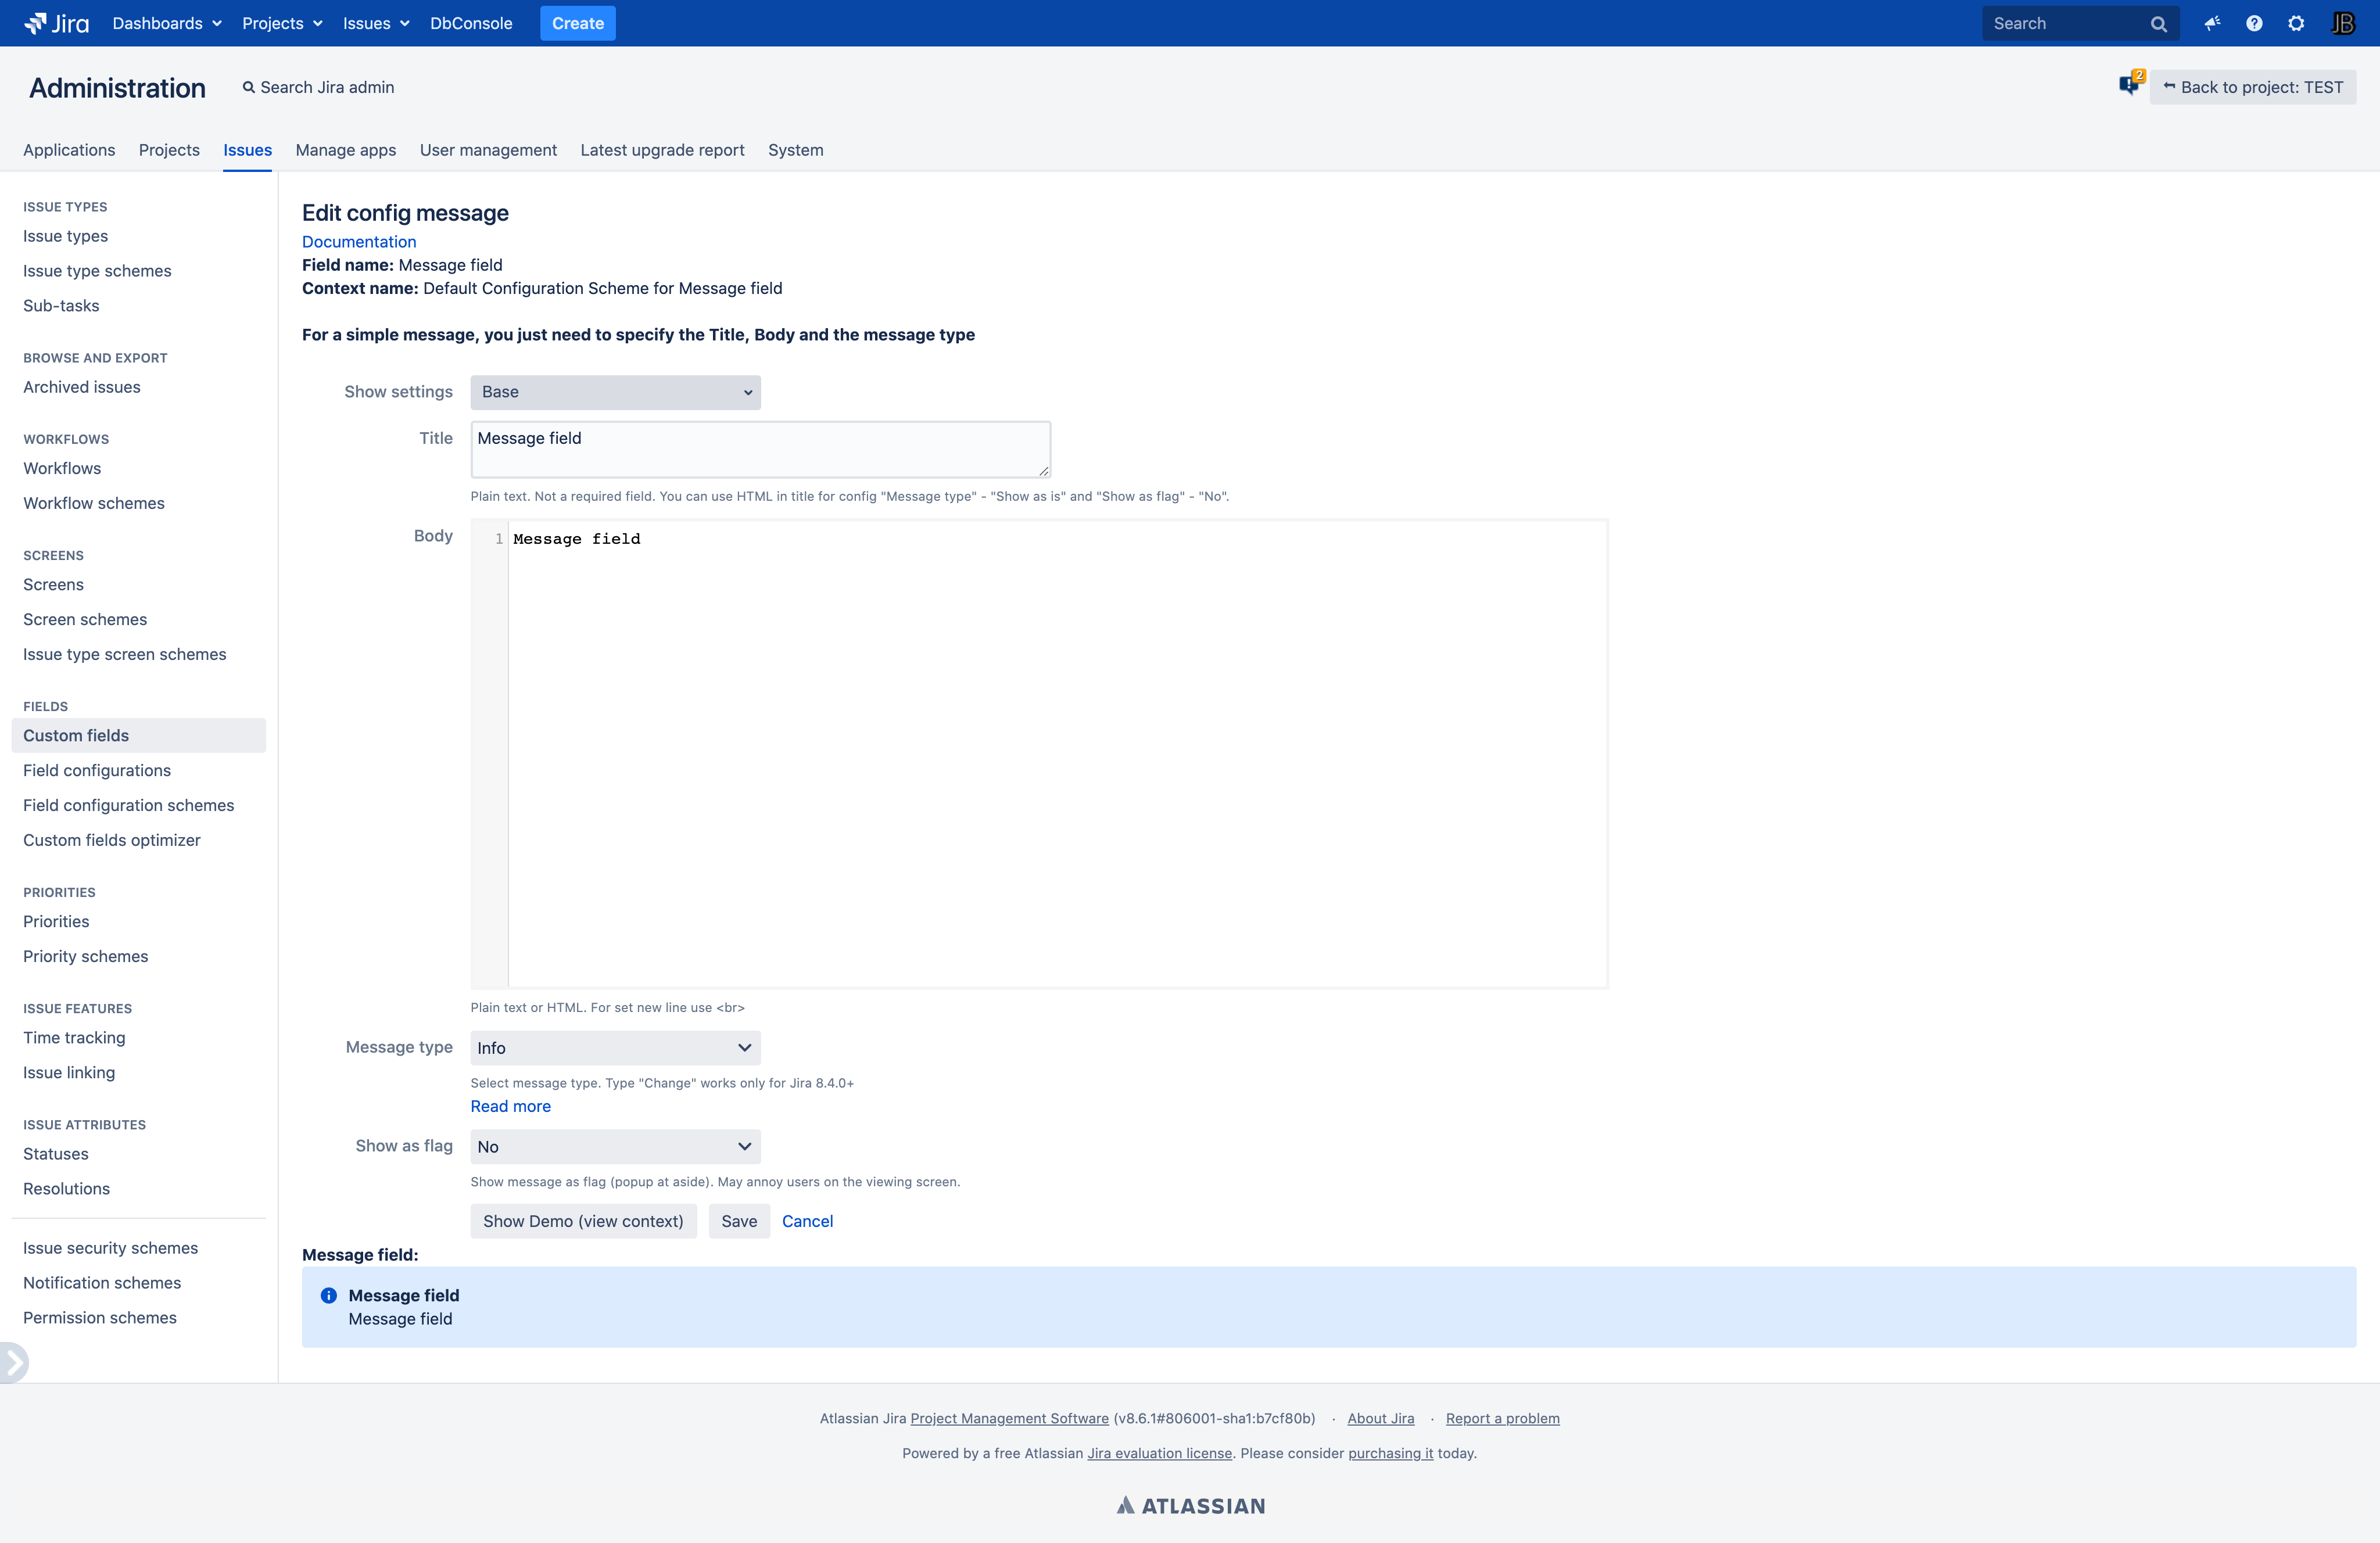 Jira Dashboards Projects Issues DbConsole Create Search JB
Administration Search Jira admin 2 Back to project: TEST
Applications Projects Issues Manage apps User management Latest upgrade report System
ISSUE TYPES
Issue types
Issue type schemes
Sub-tasks
BROWSE AND EXPORT
Archived issues
WORKFLOWS
Workflows
Workflow schemes
SCREENS
Screens
Screen schemes
Issue type screen schemes
FIELDS
Custom fields
Field configurations
Field configuration schemes
Custom fields optimizer
PRIORITIES
Priorities
Priority schemes
ISSUE FEATURES
Time tracking
Issue linking
ISSUE ATTRIBUTES
Statuses
Resolutions
Issue security schemes
Notification schemes
Permission schemes
Edit config message
Documentation
Field name: Message field
Context name: Default Configuration Scheme for Message field
For a simple message, you just need to specify the Title, Body and the message type
Show settings Base
Title Message field
Plain text. Not a required field. You can use HTML in title for config "Message type" - "Show as is" and "Show as flag" - "No".
Body 1 Message field
Plain text or HTML. For set new line use <br>
Message type Info
Select message type. Type "Change" works only for Jira 8.4.0+
Read more
Show as flag No
Show message as flag (popup at aside). May annoy users on the viewing screen.
Show Demo (view context) Save Cancel
Message field:
Message field
Message field
Atlassian Jira Project Management Software (v8.6.1#806001-sha1:b7cf80b) · About Jira · Report a problem
Powered by a free Atlassian Jira evaluation license. Please consider purchasing it today.
ATLASSIAN